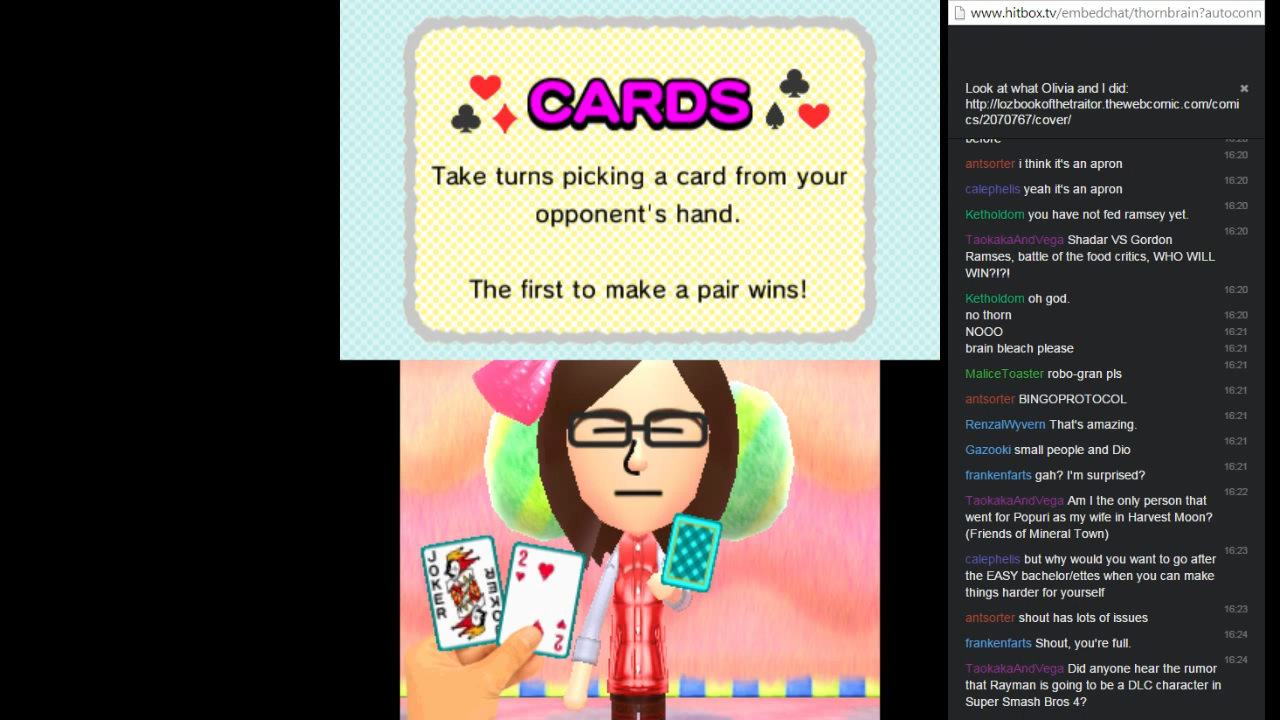 CARDS
Take turns picking a card from your
opponent's hand.
The first to make a pair wins!
JOKER
JOKER
2
2
www.hitbox.tv/embedchat/thornbrain?autoconn
Look at what Olivia and I did:
http://lozbookofthetraitor.thewebcomic.com/comi
cs/2070767/cover/
before
antsorter i think it's an apron 16:20
calephelis yeah it's an apron 16:20
Ketholdom you have not fed ramsey yet. 16:20
TaokakaAndVega Shadar VS Gordon 16:20
Ramses, battle of the food critics, WHO WILL
WIN?!?!
Ketholdom oh god. 16:20
no thorn 16:20
NOOO 16:21
brain bleach please 16:21
MaliceToaster robo-gran pls 16:21
antsorter BINGOPROTOCOL 16:21
RenzalWyvern That's amazing. 16:21
Gazooki small people and Dio 16:21
frankenfarts gah? I'm surprised? 16:21
TaokakaAndVega Am I the only person that 16:22
went for Popuri as my wife in Harvest Moon?
(Friends of Mineral Town)
calephelis but why would you want to go after 16:23
the EASY bachelor/ettes when you can make
things harder for yourself
antsorter shout has lots of issues 16:23
frankenfarts Shout, you're full. 16:24
TaokakaAndVega Did anyone hear the rumor 16:24
that Rayman is going to be a DLC character in
Super Smash Bros 4?